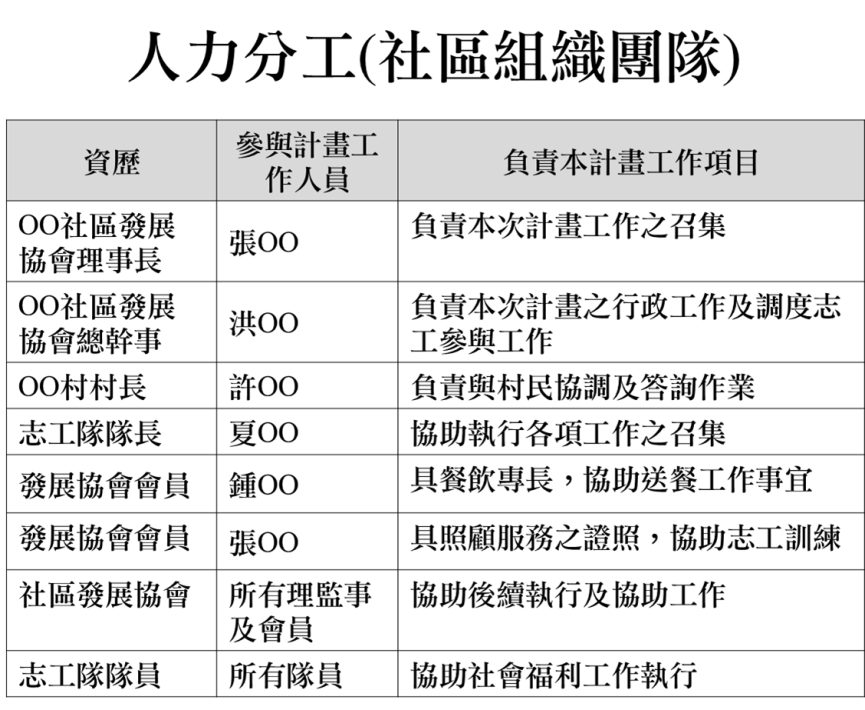 人力分工(社區組織團隊)
資歷
參與計畫工
作人員
負責本計畫工作項目
OO社區發展
協會理事長
張OO
負責本次計畫工作之召集
OO社區發展
協會總幹事
洪OO
負責本次計畫之行政工作及調度志
工參與工作
OO村村長
許OO
負責與村民協調及答詢作業
志工隊隊長
夏OO
協助執行各項工作之召集
發展協會會員
鍾OO
具餐飲專長，協助送餐工作事宜
發展協會會員
張OO
具照顧服務之證照，協助志工訓練
社區發展協會
所有理監事
及會員
協助後續執行及協助工作
志工隊隊員
所有隊員
協助社會福利工作執行